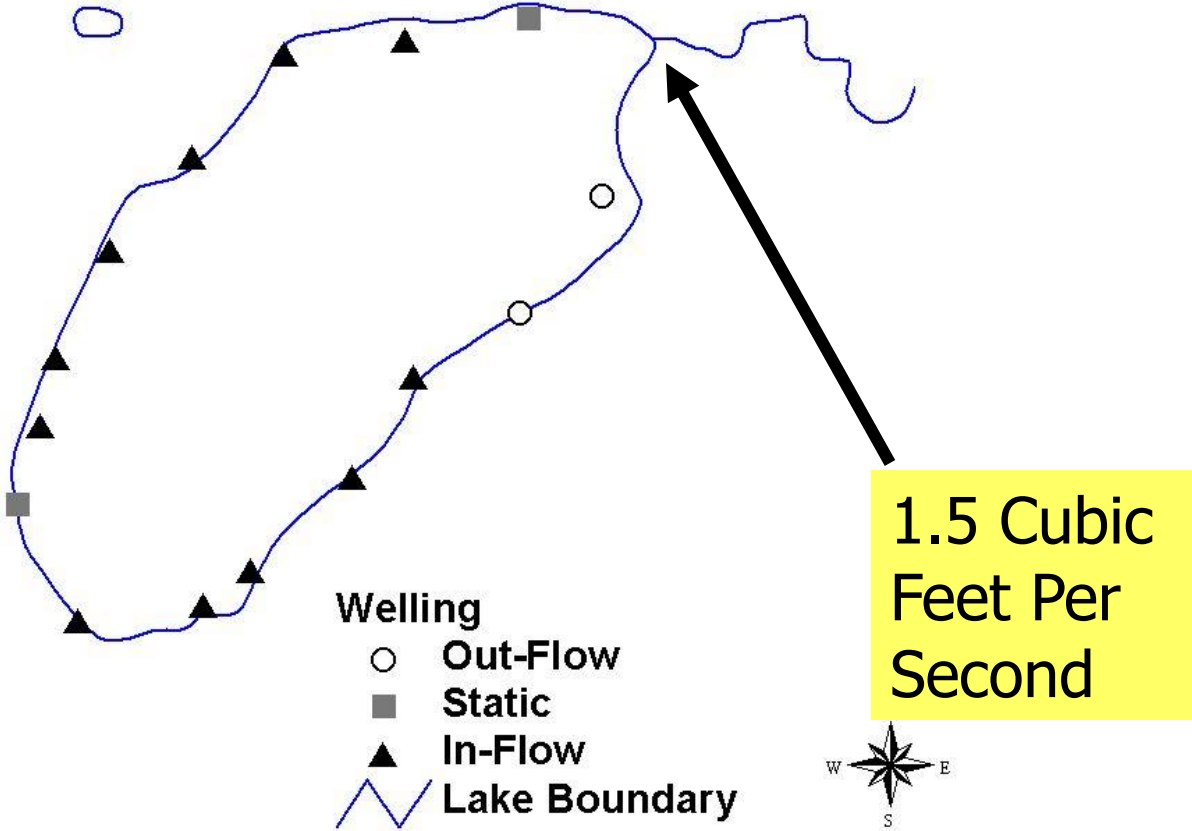 1.5 Cubic
Feet Per
Second
Welling
Out-Flow
Static
In-Flow
Lake Boundary
W E
S